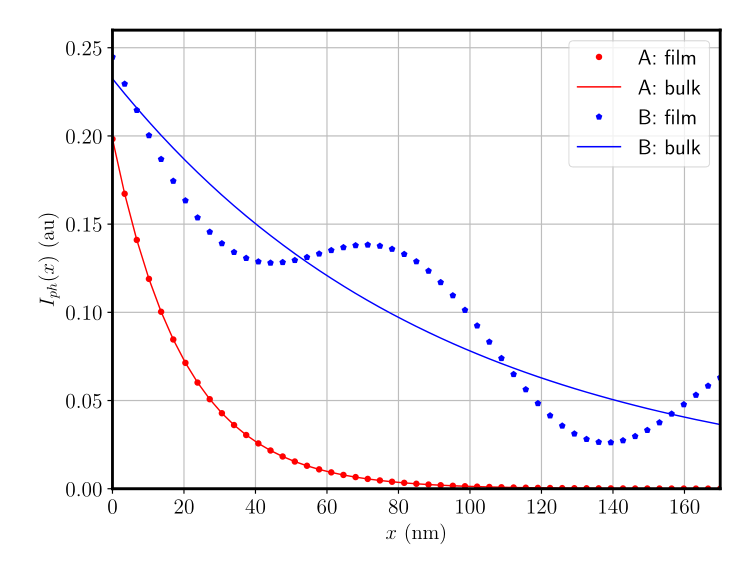 0.25
0.20
0.15
0.10
0.05
0.00
I_{ph}(x) (au)
A: film
A: bulk
B: film
B: bulk
0 20 40 60 80 100 120 140 160
x (nm)